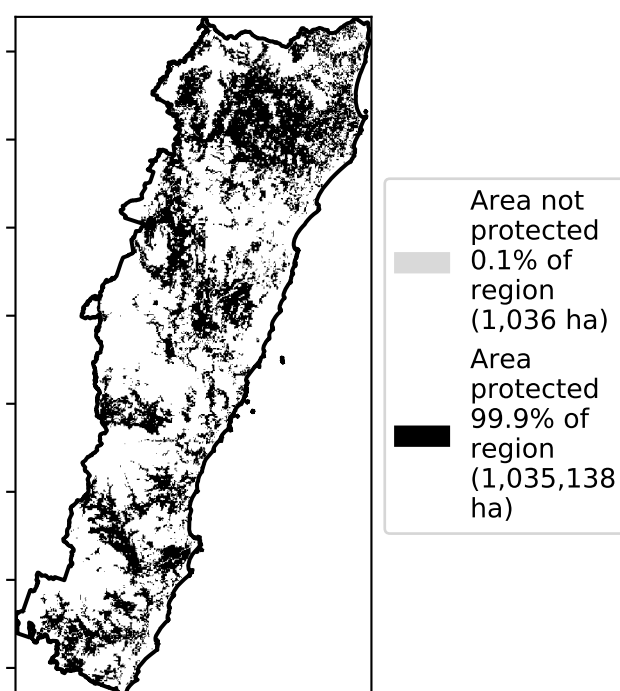 Area not
protected
0.1% of
region
(1,036 ha)
Area
protected
99.9% of
region
(1,035,138
ha)